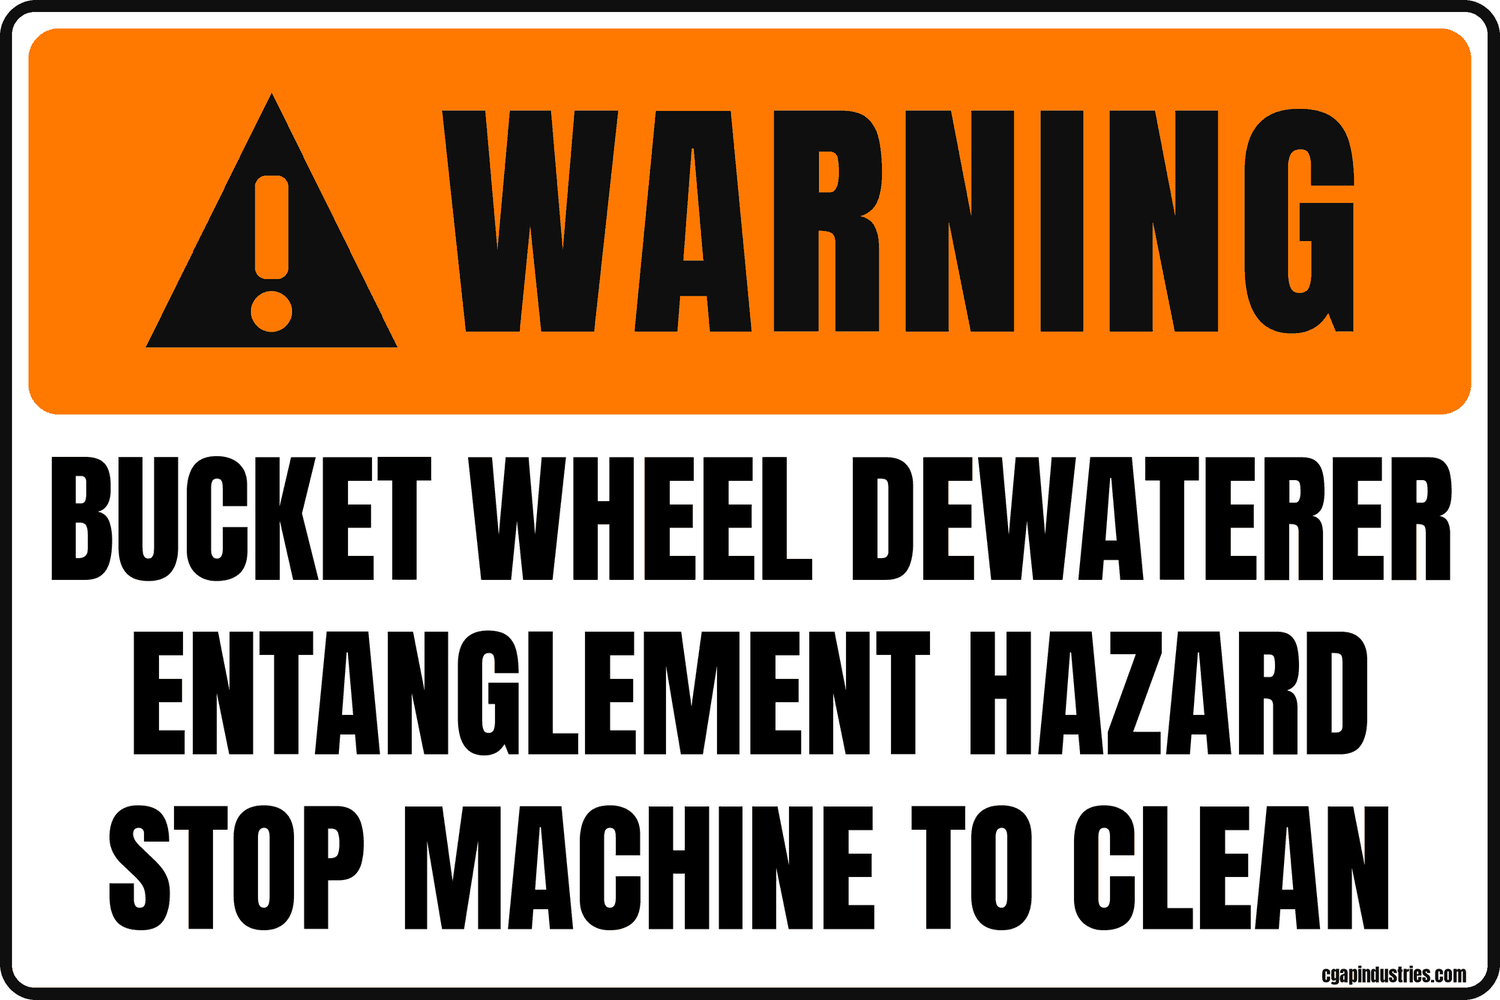 WARNING
BUCKET WHEEL DEWATERER
ENTANGLEMENT HAZARD
STOP MACHINE TO CLEAN
cgapindustries.com